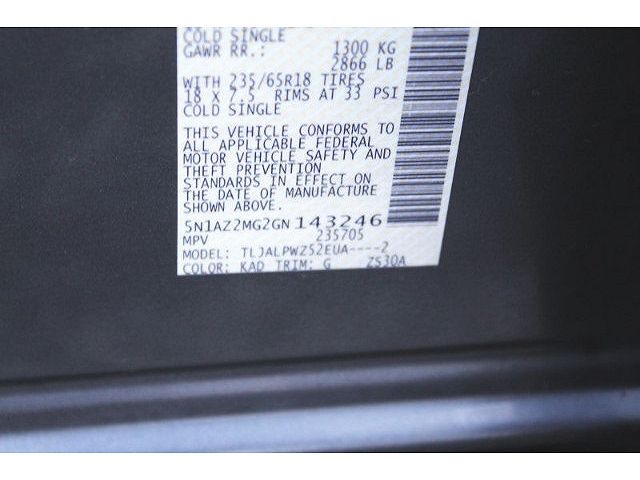 COLD SINGLE
GAWR RR.: 1300 KG
2866 LB
WITH 235/65R18 TIRES
18 X 7.5 RIMS AT 33 PSI
COLD SINGLE
THIS VEHICLE CONFORMS TO
ALL APPLICABLE FEDERAL
MOTOR VEHICLE SAFETY AND
THEFT PREVENTION
STANDARDS IN EFFECT ON
THE DATE OF MANUFACTURE
SHOWN ABOVE.
5N1AZ2MG2GN143246
MPV 235705
MODEL: TLJALPWZ52EUA----2
COLOR: KAD TRIM: G ZS30A